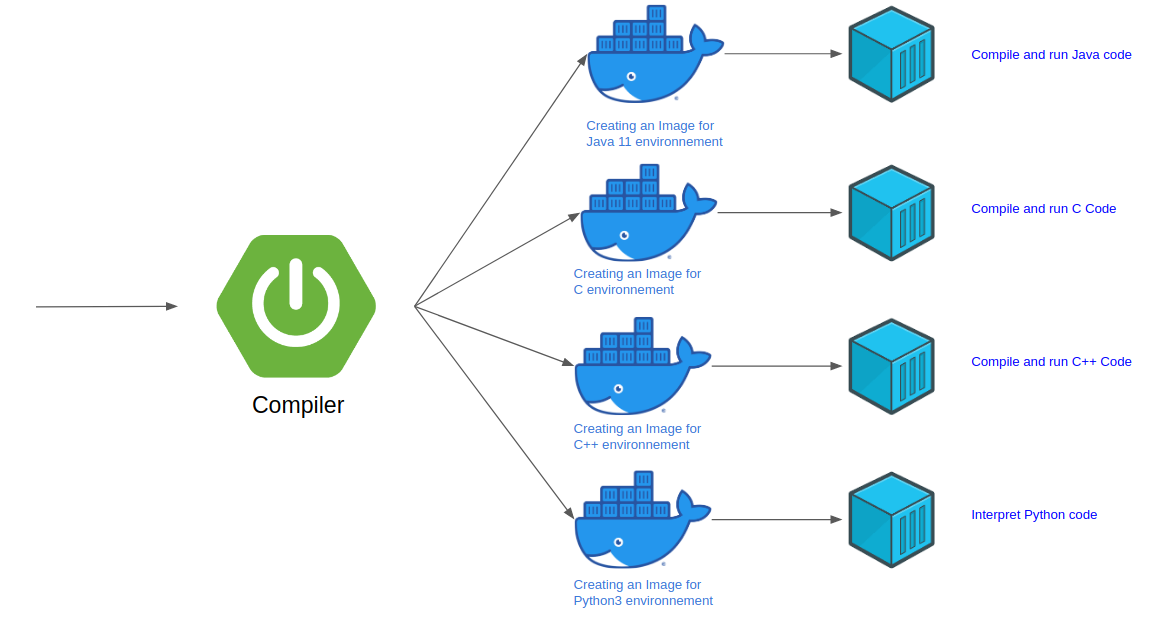 Compile and run Java code
Creating an Image for
Java 11 environnement
Compile and run C Code
Creating an Image for
C environnement
Compile and run C++ Code
Compiler
Creating an Image for
C++ environnement
Interpret Python code
Creating an Image for
Python3 environnement